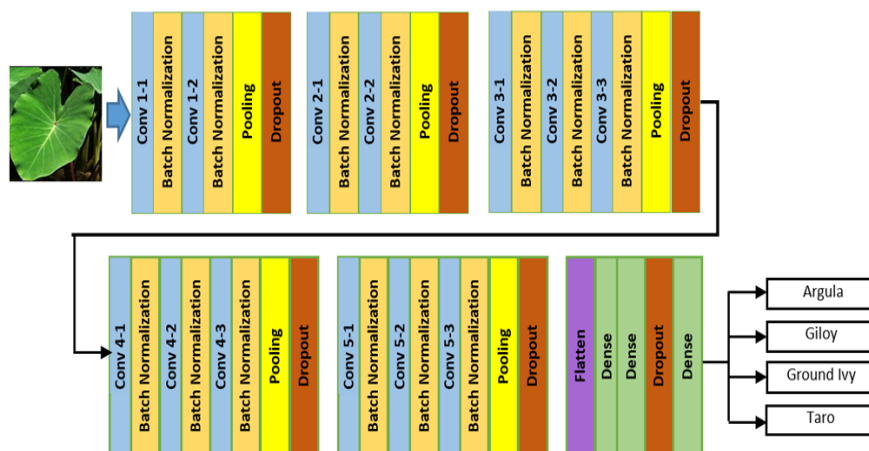 Conv 1-1
Batch Normalization
Conv 1-2
Batch Normalization
Pooling
Dropout
Conv 2-1
Batch Normalization
Conv 2-2
Batch Normalization
Pooling
Dropout
Conv 3-1
Batch Normalization
Conv 3-2
Batch Normalization
Conv 3-3
Batch Normalization
Pooling
Dropout
Conv 4-1
Batch Normalization
Conv 4-2
Batch Normalization
Conv 4-3
Batch Normalization
Pooling
Dropout
Conv 5-1
Batch Normalization
Conv 5-2
Batch Normalization
Conv 5-3
Batch Normalization
Pooling
Dropout
Flatten
Dense
Dense
Dropout
Dense
Argula
Giloy
Ground Ivy
Taro